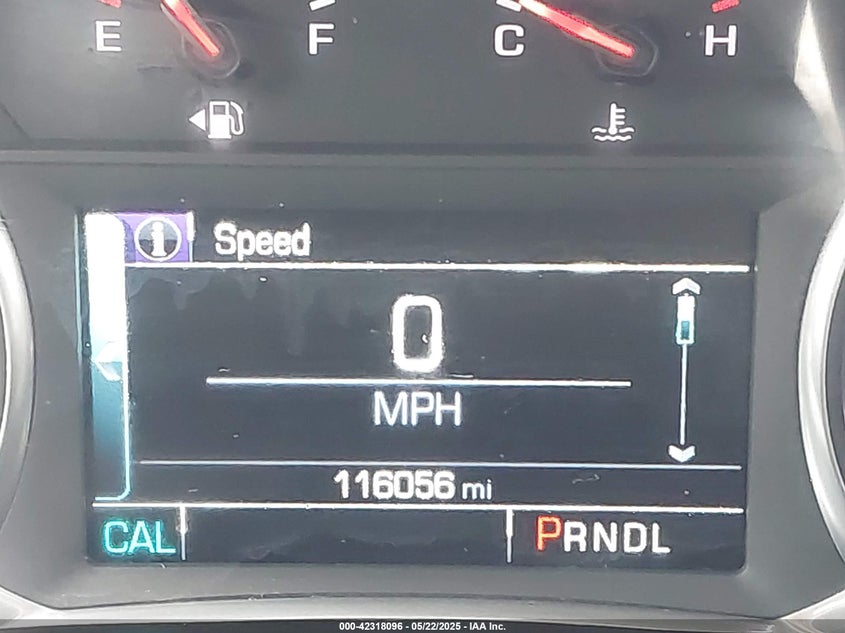 E F C H
Speed
0
MPH
116056 mi
CAL PRNDL
000-42318096 - 05/22/2025 - IAA Inc.